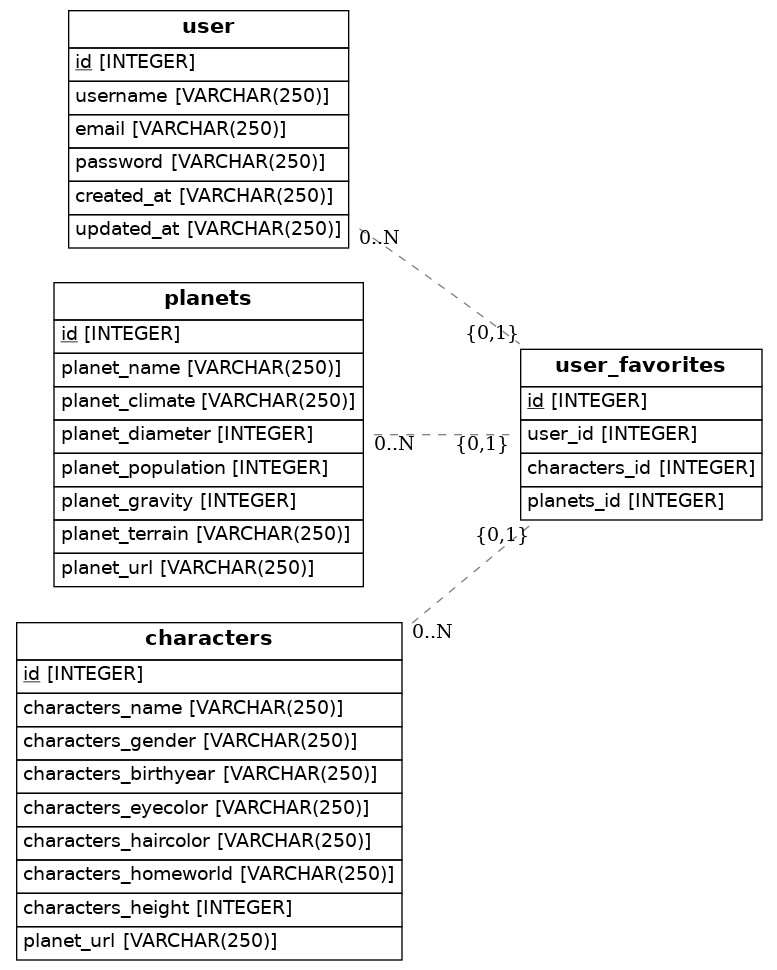 user
id [INTEGER]
username [VARCHAR(250)]
email [VARCHAR(250)]
password [VARCHAR(250)]
created_at [VARCHAR(250)]
updated_at [VARCHAR(250)]
0..N
{0,1}
planets
id [INTEGER]
planet_name [VARCHAR(250)]
planet_climate [VARCHAR(250)]
planet_diameter [INTEGER]
planet_population [INTEGER]
planet_gravity [INTEGER]
planet_terrain [VARCHAR(250)]
planet_url [VARCHAR(250)]
0..N
{0,1}
user_favorites
id [INTEGER]
user_id [INTEGER]
characters_id [INTEGER]
planets_id [INTEGER]
{0,1}
0..N
characters
id [INTEGER]
characters_name [VARCHAR(250)]
characters_gender [VARCHAR(250)]
characters_birthyear [VARCHAR(250)]
characters_eyecolor [VARCHAR(250)]
characters_haircolor [VARCHAR(250)]
characters_homeworld [VARCHAR(250)]
characters_height [INTEGER]
planet_url [VARCHAR(250)]